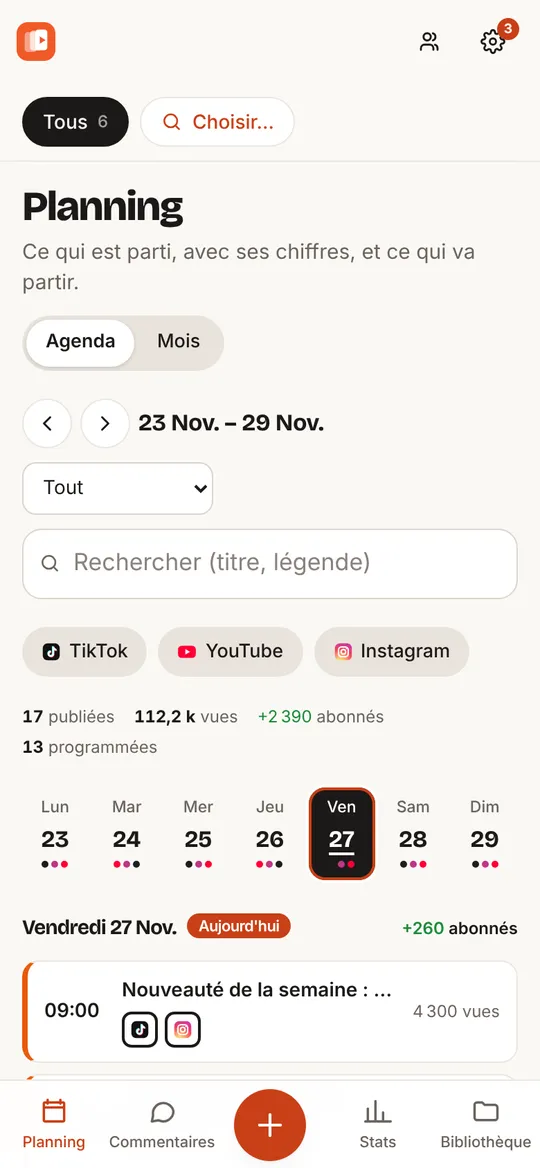 3
Tous 6
Choisir...
Planning
Ce qui est parti, avec ses chiffres, et ce qui va
partir.
Agenda Mois
23 Nov. – 29 Nov.
Tout
Rechercher (titre, légende)
TikTok YouTube Instagram
17 publiées 112,2 k vues +2 390 abonnés
13 programmées
Lun Mar Mer Jeu Ven Sam Dim
23 24 25 26 27 28 29
Vendredi 27 Nov. Aujourd'hui +260 abonnés
09:00 Nouveauté de la semaine : ... 4 300 vues
Planning Commentaires Stats Bibliothèque